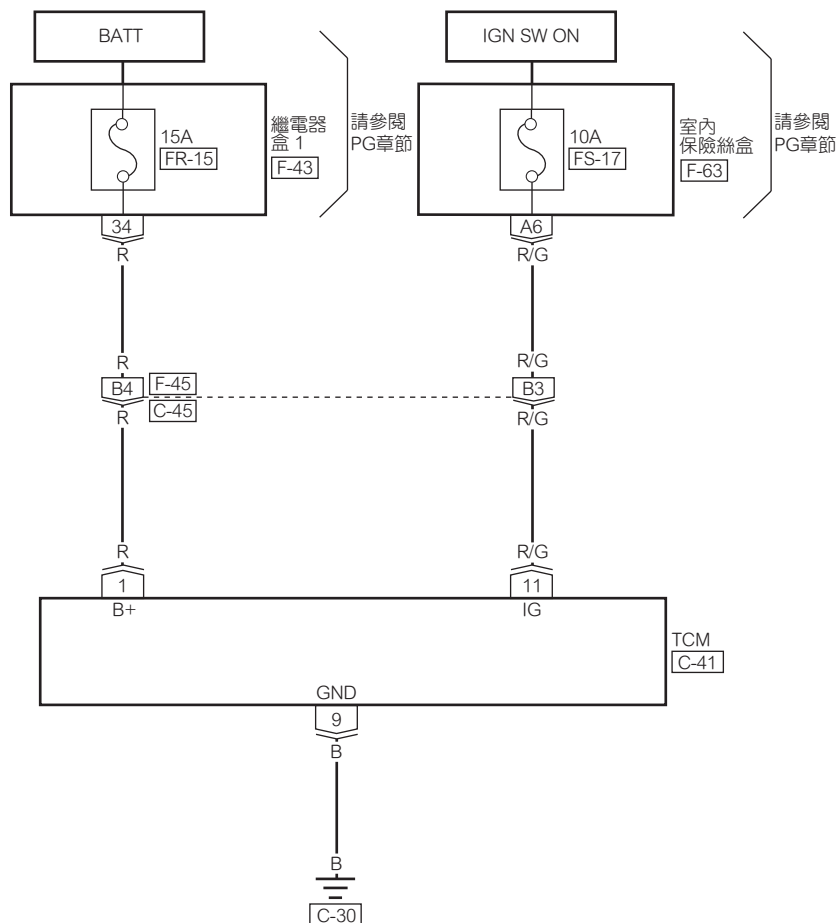 BATT
IGN SW ON
15A
FR-15
繼電器
盒 1
F-43
請參閱
PG章節
10A
FS-17
室內
保險絲盒
F-63
請參閱
PG章節
34
A6
R
R/G
R
R/G
B4
F-45
C-45
B3
R
R/G
R
R/G
1
11
B+
IG
TCM
C-41
GND
9
B
B
C-30